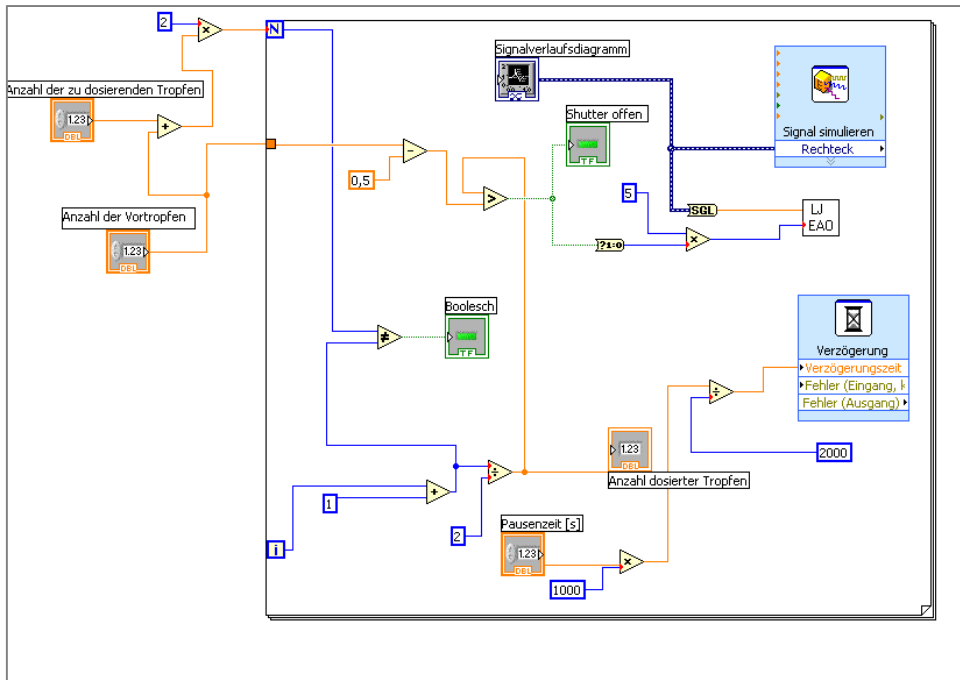 2
×
N
Signalverlaufsdiagramm
Anzahl der zu dosierenden Tropfen
1.23
DBL
+
Shutter offen
TF
Signal simulieren
Rechteck
-
0,5
>
Anzahl der Vortropfen
1.23
DBL
5
SGL
LJ
EAO
?1:0
×
Boolesch
TF
≠
Verzögerung
Verzögerungszeit
Fehler (Eingang, k
Fehler (Ausgang)
÷
2000
1.23
DBL
Anzahl dosierter Tropfen
÷
+
1
2
i
Pausenzeit [s]
1.23
DBL
×
1000